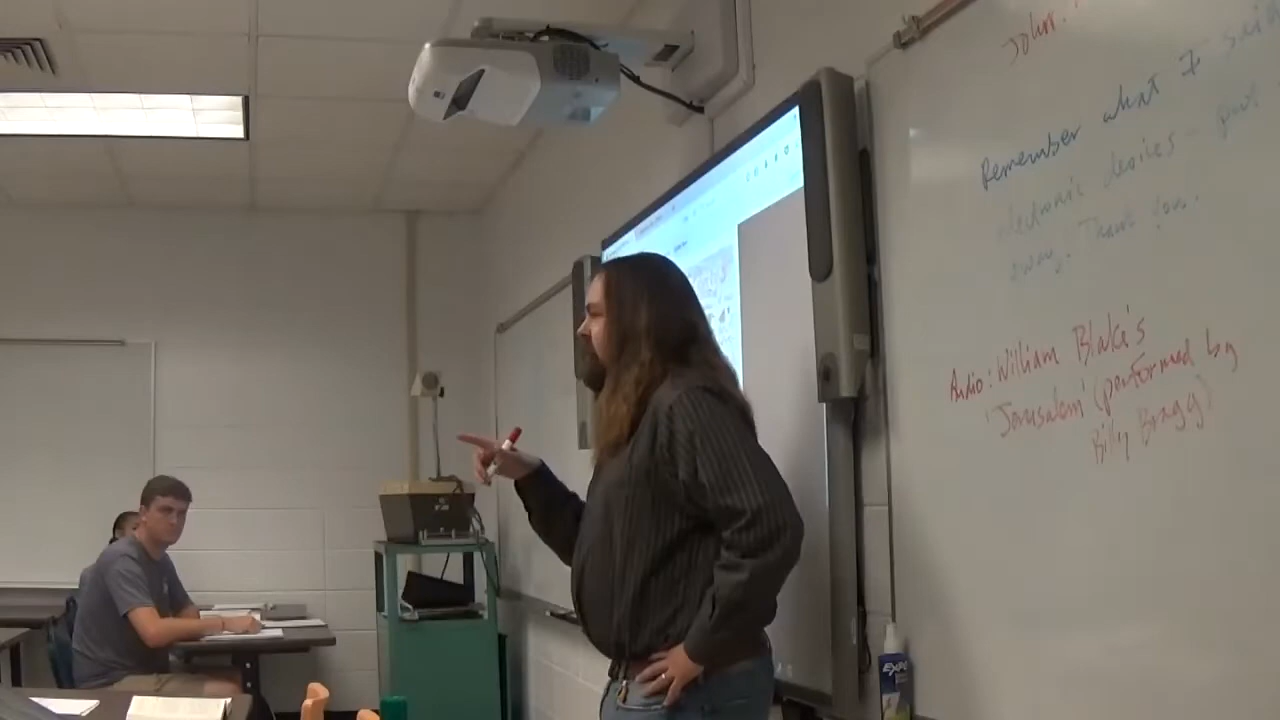 John.
Remember what I said
electronic devices - put
away. Thank you.
Audio: William Blake's
'Jerusalem' (performed by
Billy Bragg)
EXPO